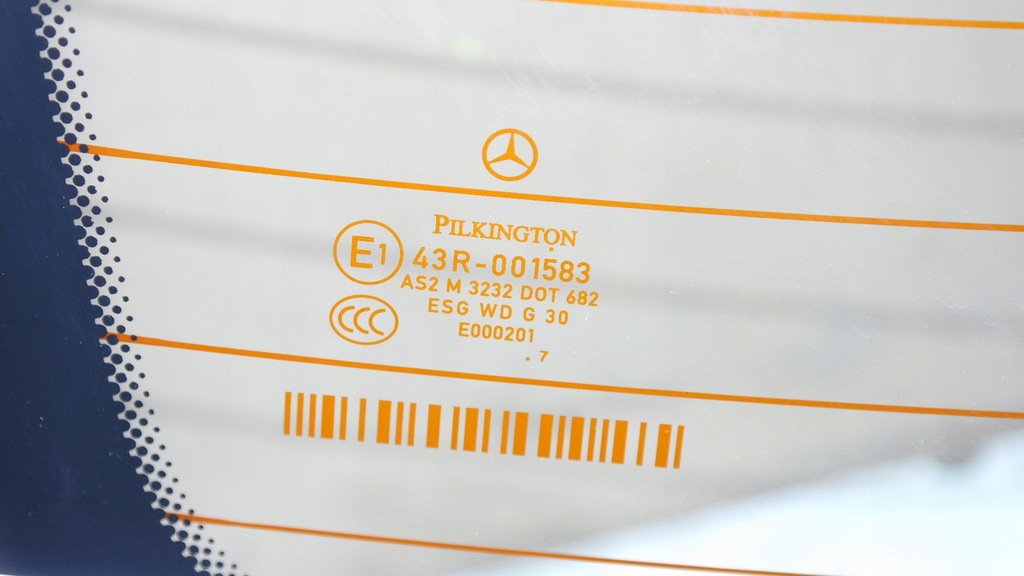 PILKINGTON
E1 43R-001583
AS2 M 3232 DOT 682
CCC ESG WD G 30
E000201
. 7